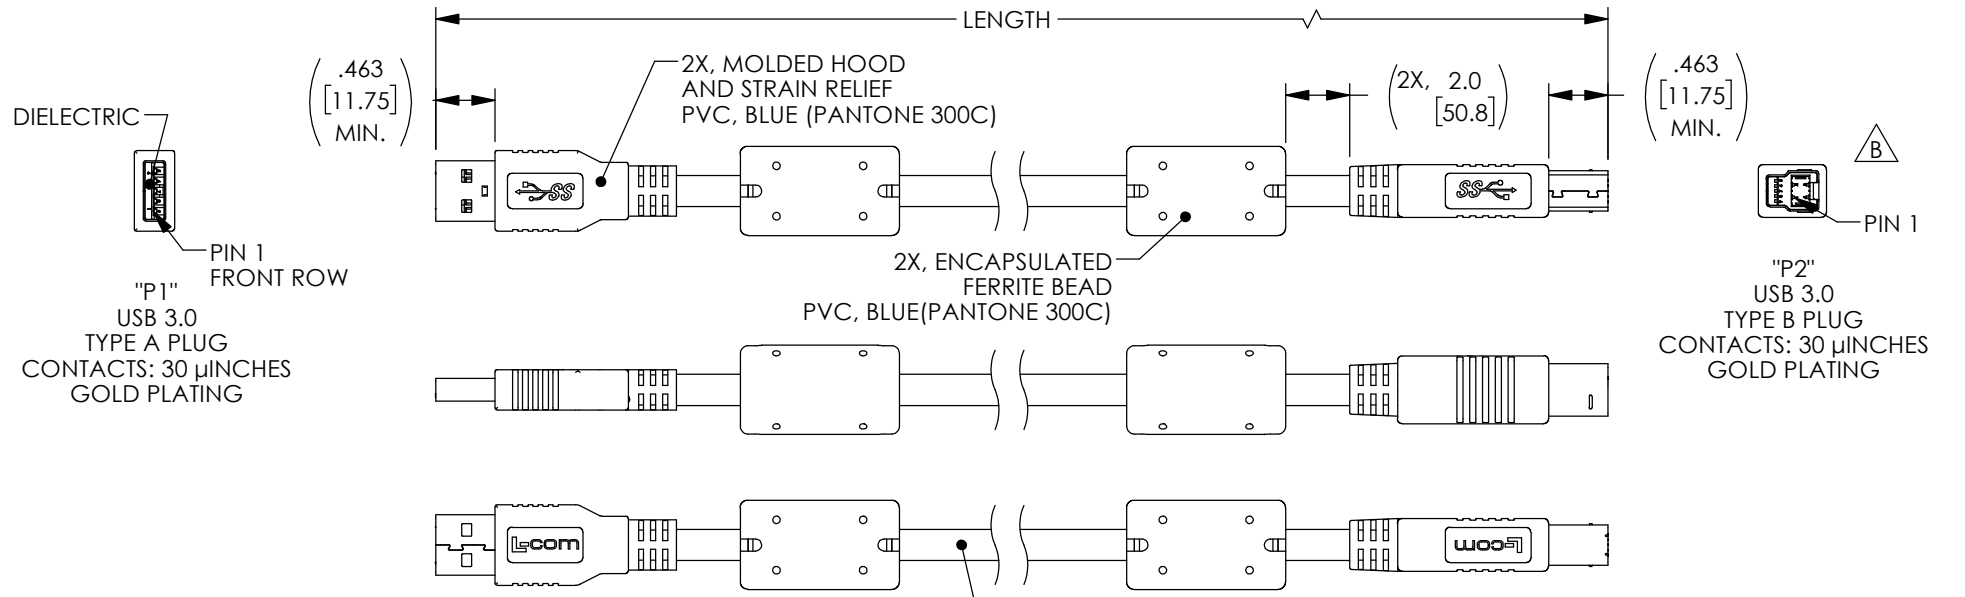 LENGTH
.463
[11.75]
MIN.
2X, MOLDED HOOD
AND STRAIN RELIEF
PVC, BLUE (PANTONE 300C)
2X, 2.0
[50.8]
.463
[11.75]
MIN.
DIELECTRIC
B
SS
SS
PIN 1
FRONT ROW
PIN 1
2X, ENCAPSULATED
FERRITE BEAD
PVC, BLUE(PANTONE 300C)
"P1"
USB 3.0
TYPE A PLUG
CONTACTS: 30 µINCHES
GOLD PLATING
"P2"
USB 3.0
TYPE B PLUG
CONTACTS: 30 µINCHES
GOLD PLATING
L-com
L-com